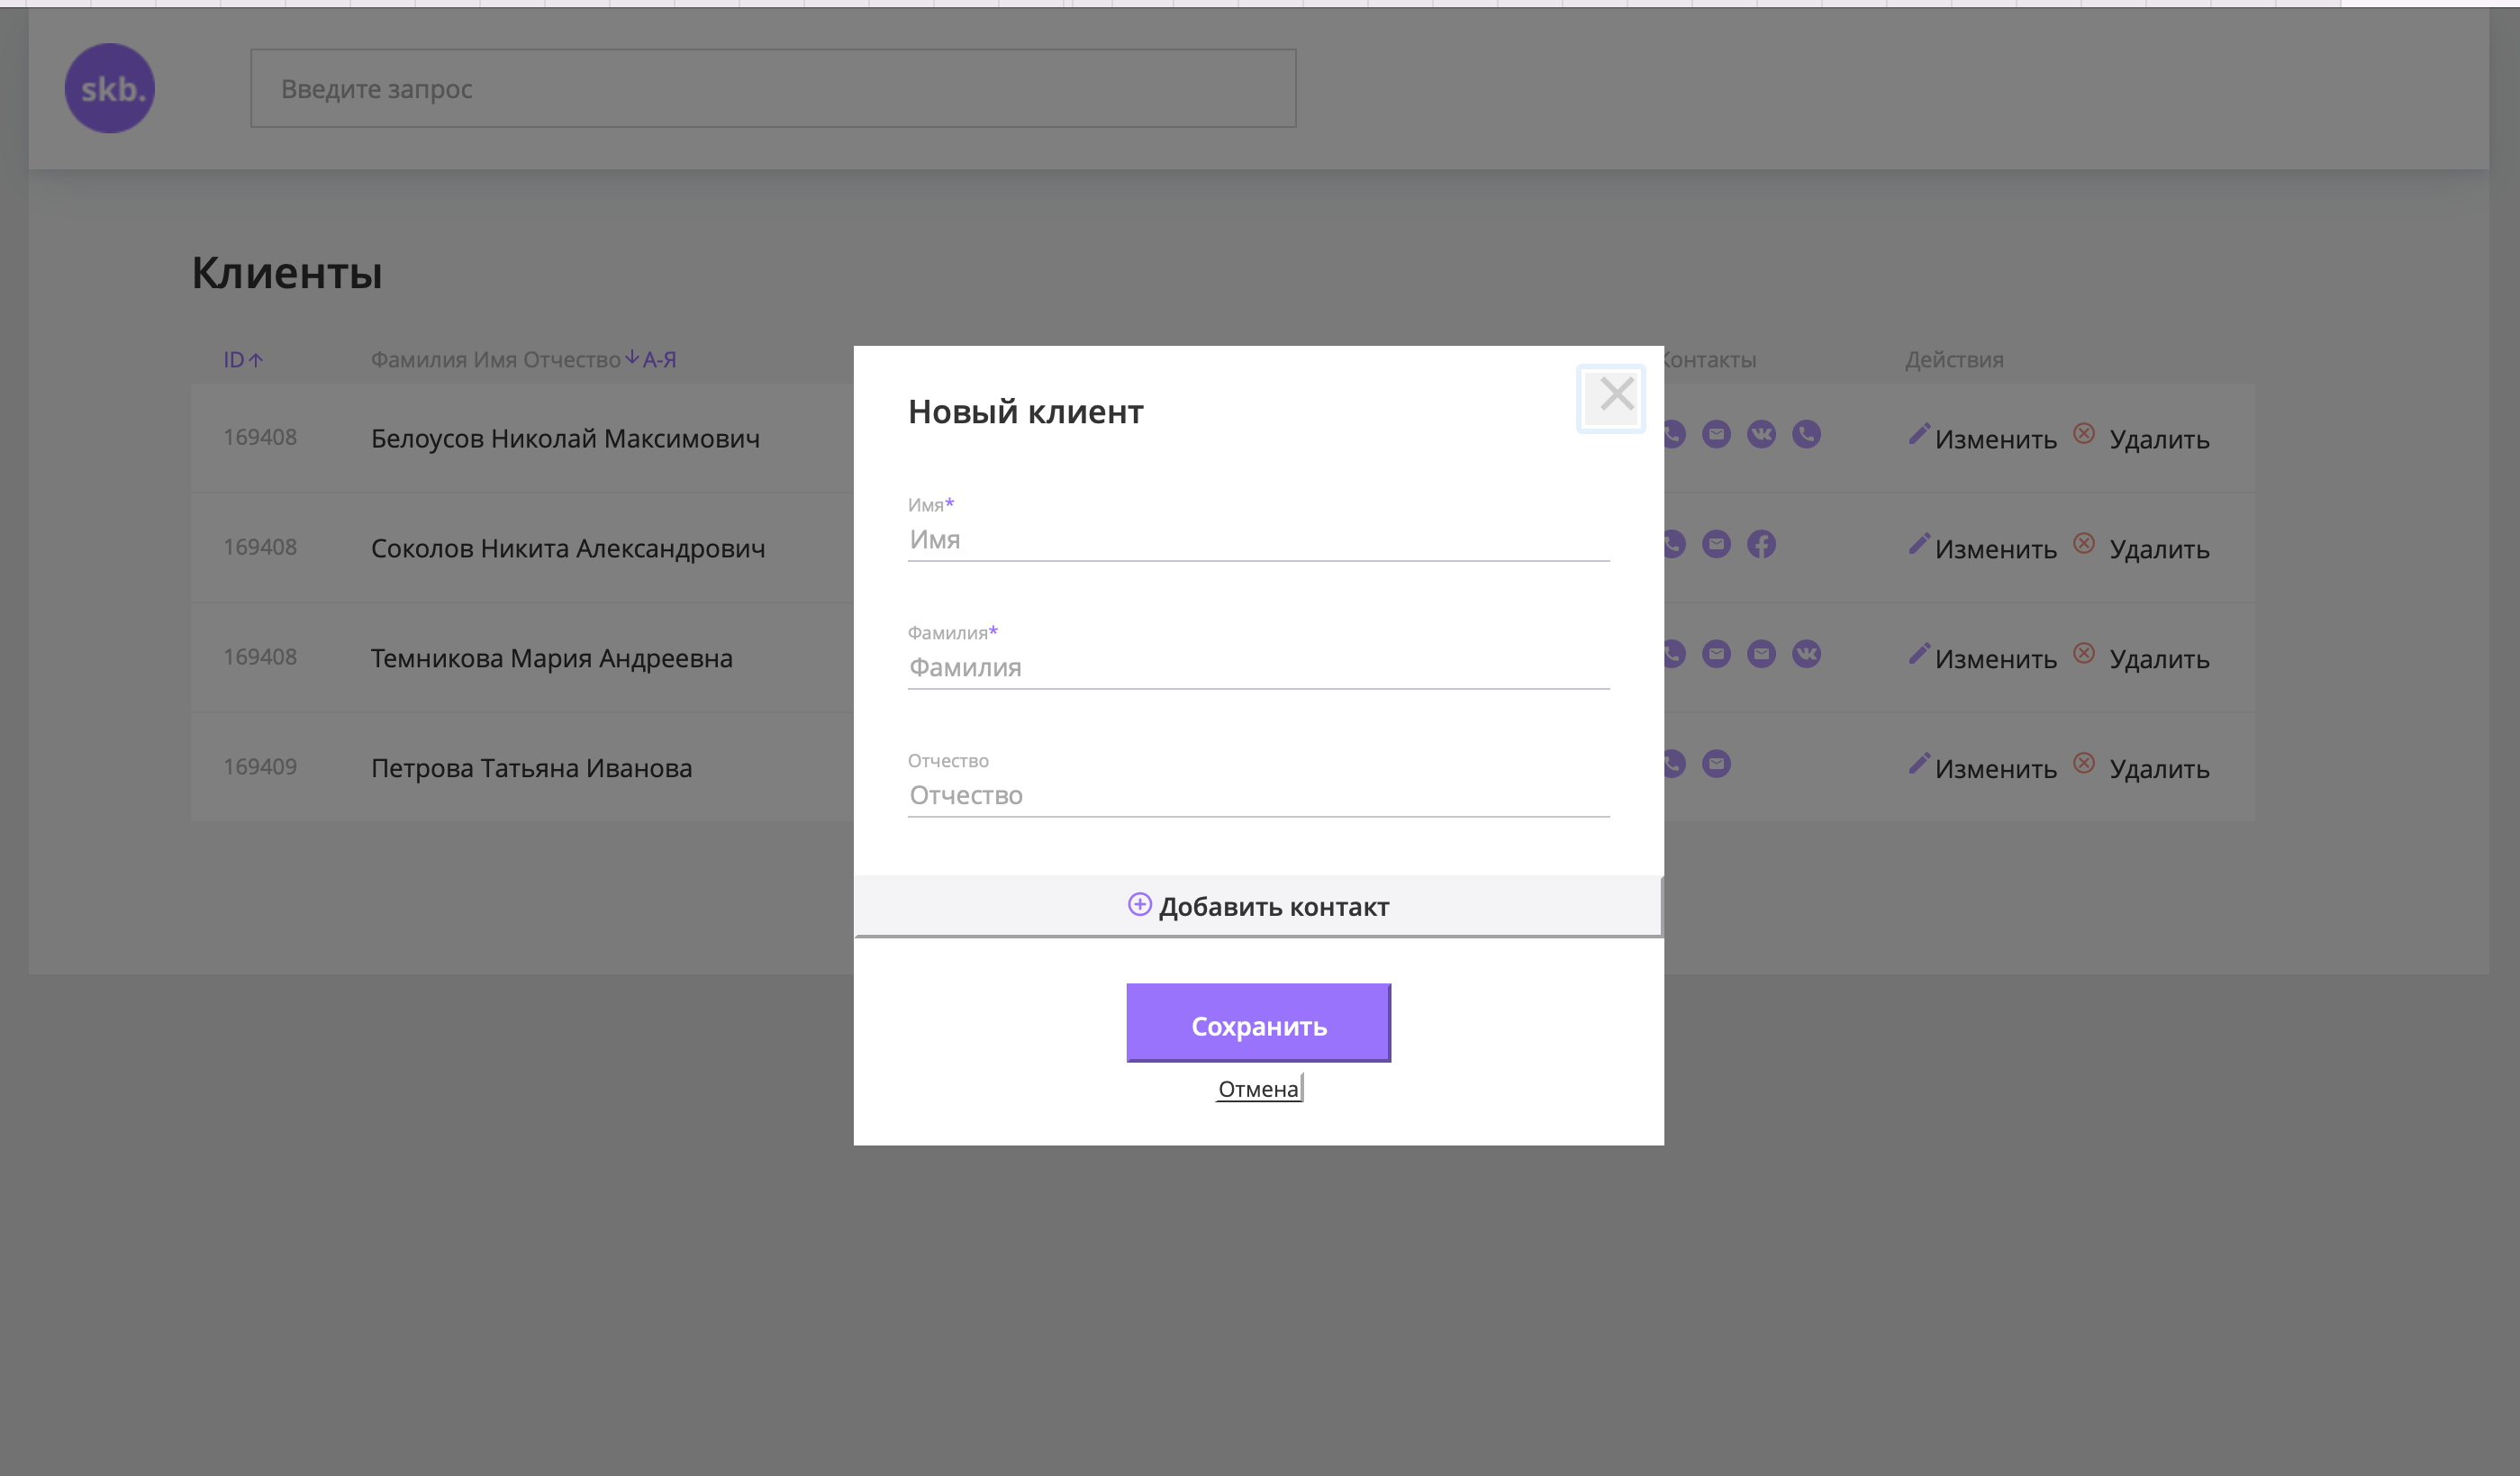 skb.
Введите запрос
Клиенты
ID Фамилия Имя Отчество А-Я Контакты Действия
169408 Белоусов Николай Максимович Изменить Удалить
169408 Соколов Никита Александрович Изменить Удалить
169408 Темникова Мария Андреевна Изменить Удалить
169409 Петрова Татьяна Иванова Изменить Удалить
Новый клиент
Имя*
Имя
Фамилия*
Фамилия
Отчество
Отчество
Добавить контакт
Сохранить
Отмена